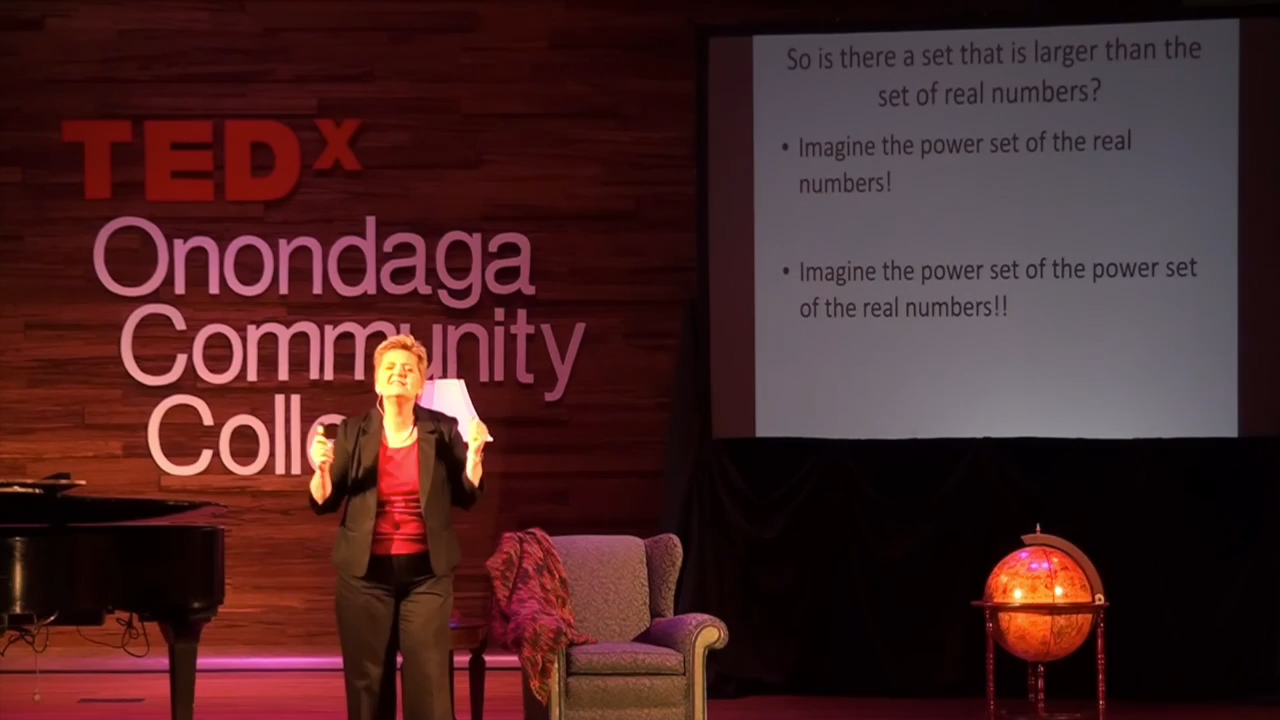 TEDx
Onondaga
Community
Colle
So is there a set that is larger than the
set of real numbers?
• Imagine the power set of the real
numbers!
• Imagine the power set of the power set
of the real numbers!!